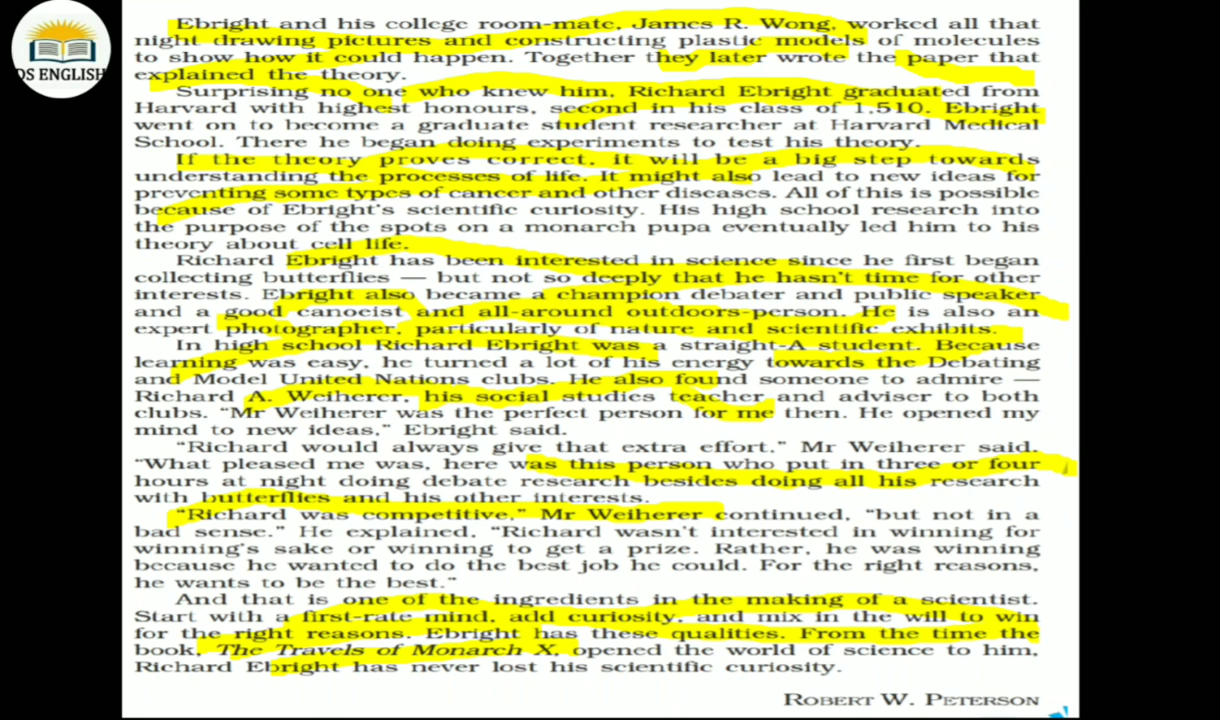 DS ENGLISH
Ebright and his college room-mate, James R. Wong, worked all that
night drawing pictures and constructing plastic models of molecules
to show how it could happen. Together they later wrote the paper that
explained the theory.
Surprising no one who knew him, Richard Ebright graduated from
Harvard with highest honours, second in his class of 1,510. Ebright
went on to become a graduate student researcher at Harvard Medical
School. There he began doing experiments to test his theory.
If the theory proves correct, it will be a big step towards
understanding the processes of life. It might also lead to new ideas for
preventing some types of cancer and other diseases. All of this is possible
because of Ebright's scientific curiosity. His high school research into
the purpose of the spots on a monarch pupa eventually led him to his
theory about cell life.
Richard Ebright has been interested in science since he first began
collecting butterflies — but not so deeply that he hasn't time for other
interests. Ebright also became a champion debater and public speaker
and a good canoeist and all-around outdoors-person. He is also an
expert photographer, particularly of nature and scientific exhibits.
In high school Richard Ebright was a straight-A student. Because
learning was easy, he turned a lot of his energy towards the Debating
and Model United Nations clubs. He also found someone to admire —
Richard A. Weiherer, his social studies teacher and adviser to both
clubs. “Mr Weiherer was the perfect person for me then. He opened my
mind to new ideas,” Ebright said.
“Richard would always give that extra effort,” Mr Weiherer said.
“What pleased me was, here was this person who put in three or four
hours at night doing debate research besides doing all his research
with butterflies and his other interests.
“Richard was competitive,” Mr Weiherer continued, “but not in a
bad sense.” He explained, “Richard wasn't interested in winning for
winning's sake or winning to get a prize. Rather, he was winning
because he wanted to do the best job he could. For the right reasons,
he wants to be the best.”
And that is one of the ingredients in the making of a scientist.
Start with a first-rate mind, add curiosity, and mix in the will to win
for the right reasons. Ebright has these qualities. From the time the
book, The Travels of Monarch X, opened the world of science to him,
Richard Ebright has never lost his scientific curiosity.
ROBERT W. PETERSON